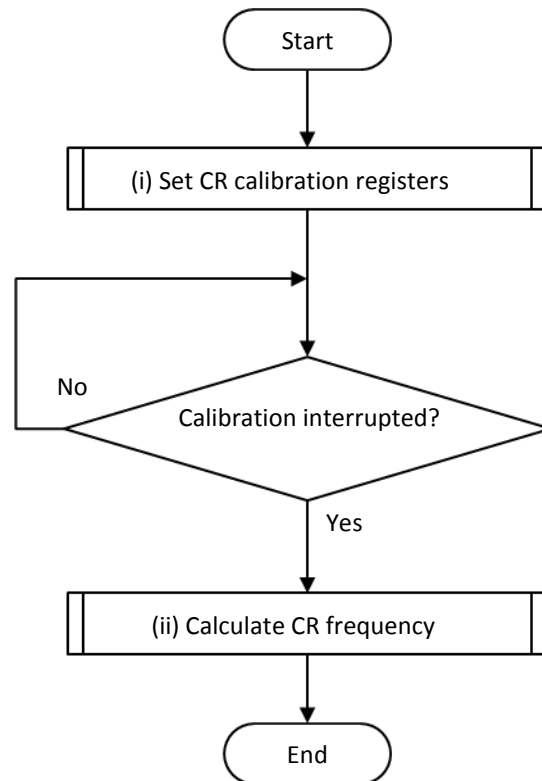 Start
(i) Set CR calibration registers
No
Calibration interrupted?
Yes
(ii) Calculate CR frequency
End